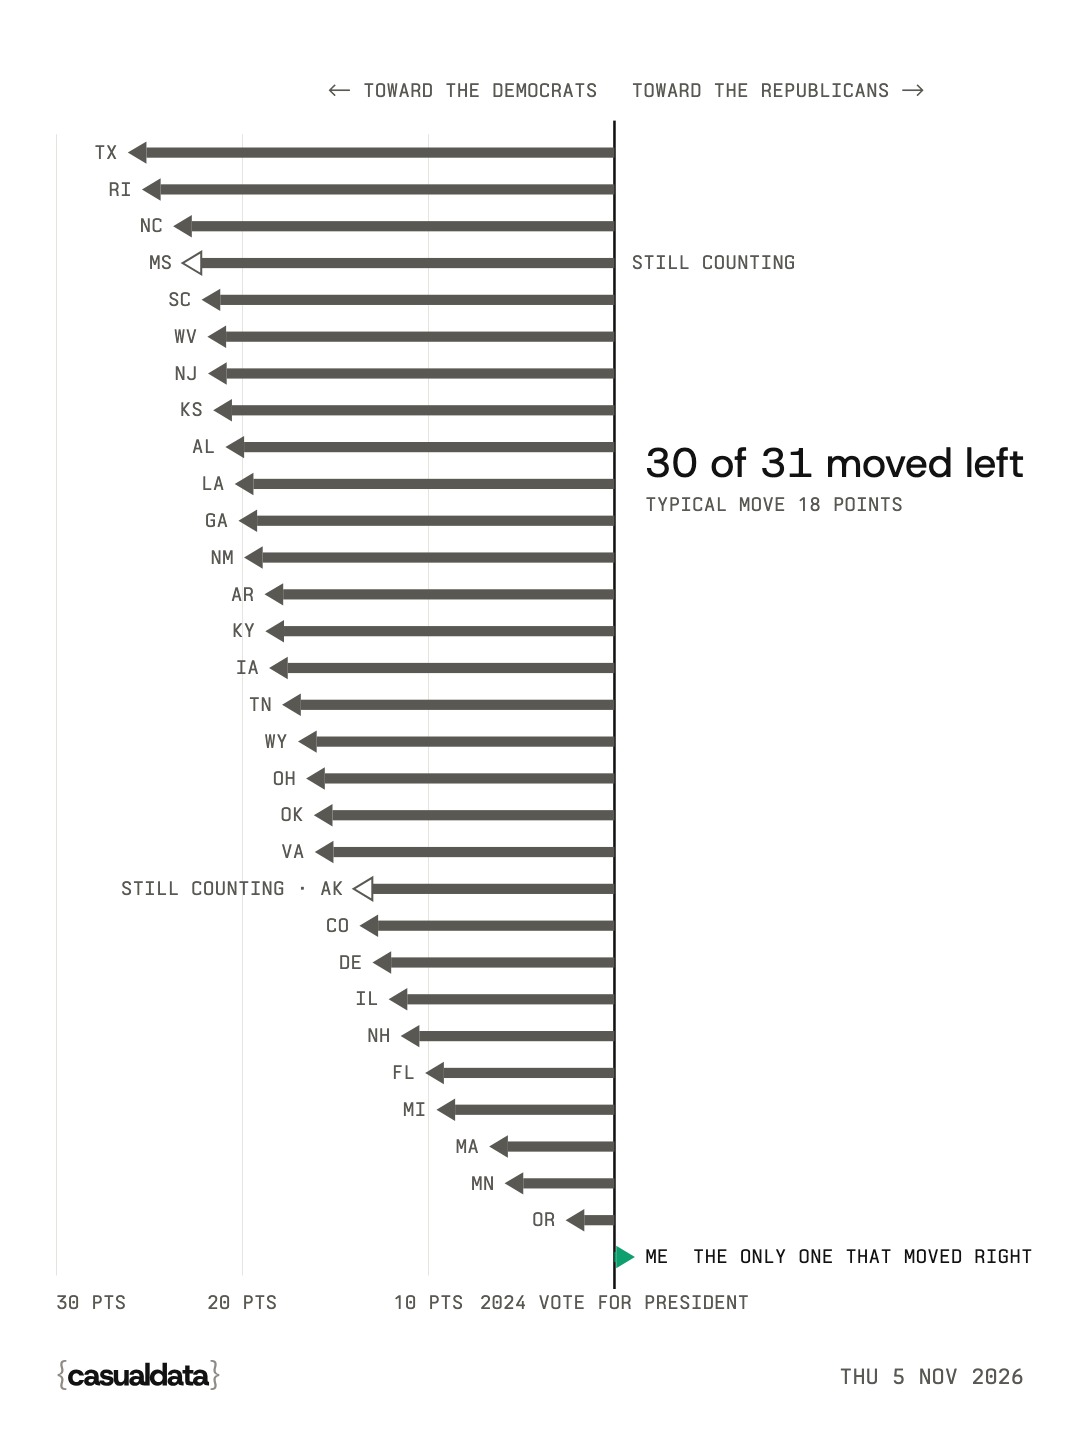 ← TOWARD THE DEMOCRATS TOWARD THE REPUBLICANS →
TX
RI
NC
MS STILL COUNTING
SC
WV
NJ
KS
AL
30 of 31 moved left
LA
TYPICAL MOVE 18 POINTS
GA
NM
AR
KY
IA
TN
WY
OH
OK
VA
STILL COUNTING · AK
CO
DE
IL
NH
FL
MI
MA
MN
OR
ME THE ONLY ONE THAT MOVED RIGHT
30 PTS 20 PTS 10 PTS 2024 VOTE FOR PRESIDENT
{casualdata} THU 5 NOV 2026